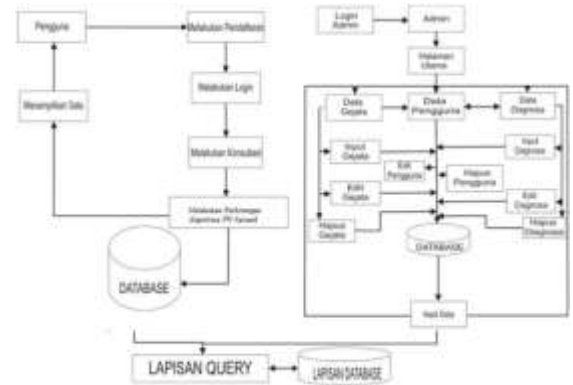 Pengguna
Melakukan Pendaftaran
Melakukan Login
Menampilkan Data
Melakukan Konsultasi
Melakukan Perhitungan
DATABASE
Login
Admin
Admin
Halaman
Utama
Data
Gejala
Data
Pengguna
Data
Diagnosa
Input
Gejala
Input
Diagnosa
Edit
Pengguna
Hapus
Pengguna
Edit
Gejala
Edit
Diagnosa
Hapus
Gejala
Hapus
Diagnosa
DATABASE
Input Data
LAPISAN QUERY
LAPISAN DATABASE